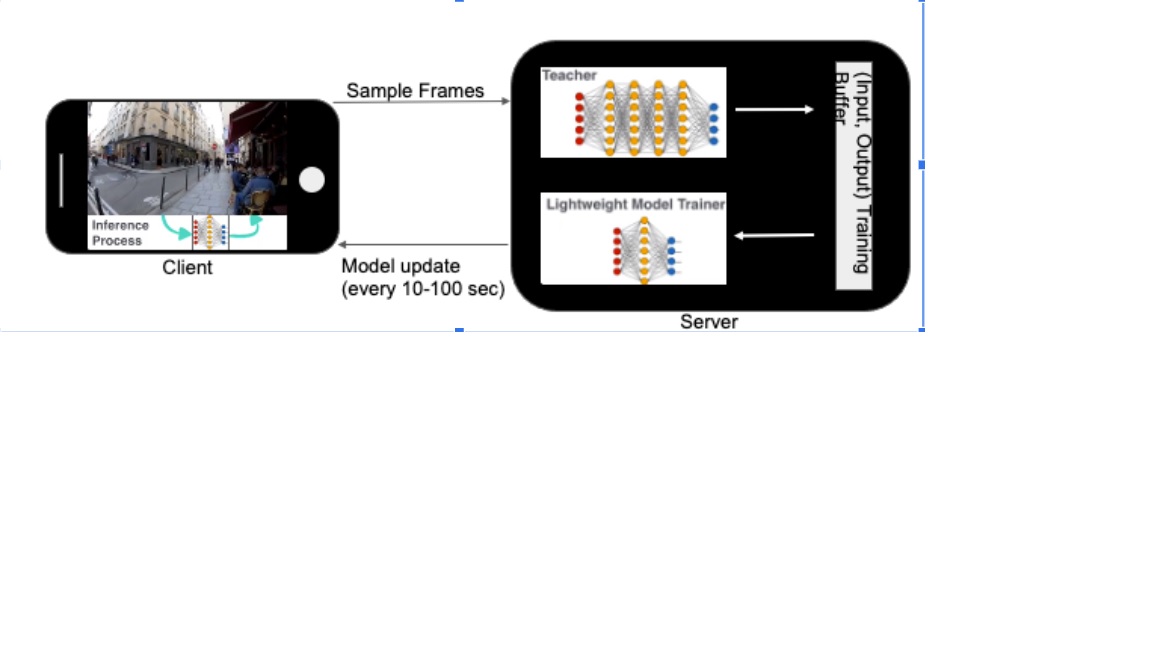 Sample Frames
Teacher
(Input, Output) Training
Buffer
Lightweight Model Trainer
Inference
Process
Client
Model update
(every 10-100 sec)
Server